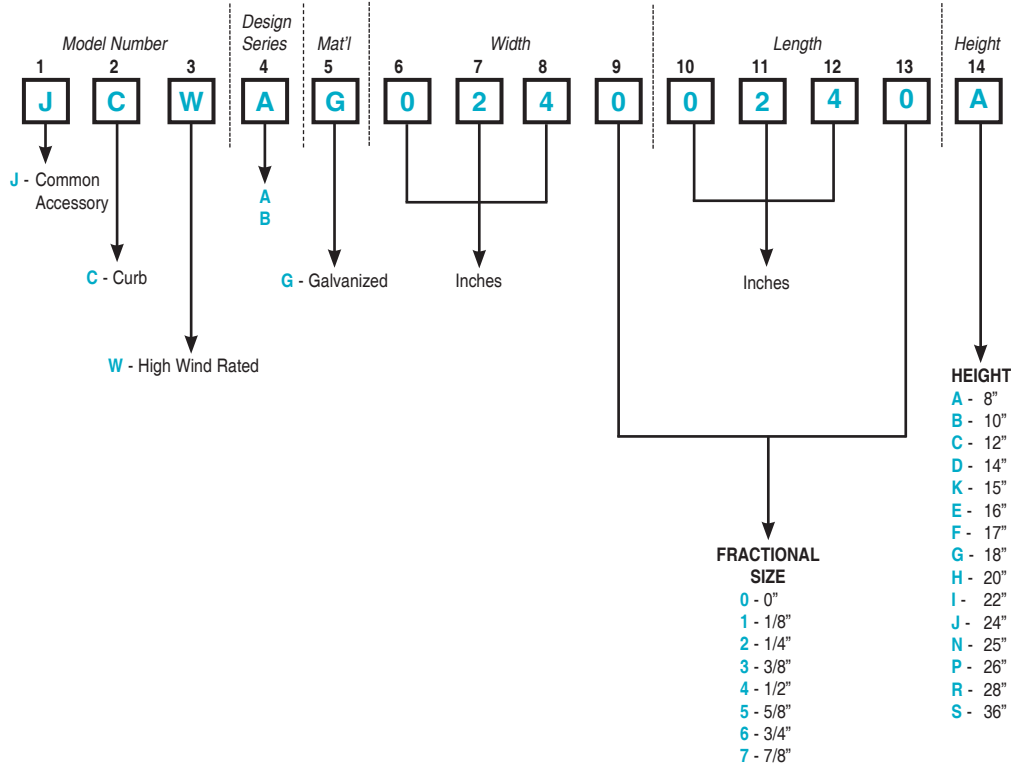 Design
Model Number Series Mat'l Width Length Height
1 2 3 4 5 6 7 8 9 10 11 12 13 14
J C W A G 0 2 4 0 0 2 4 0 A
J - Common
Accessory
A
B
C - Curb
G - Galvanized
Inches
Inches
W - High Wind Rated
HEIGHT
A - 8”
B - 10”
C - 12”
D - 14”
K - 15”
E - 16”
F - 17”
G - 18”
H - 20”
I - 22”
J - 24”
N - 25”
P - 26”
R - 28”
S - 36”
FRACTIONAL
SIZE
0 - 0”
1 - 1/8”
2 - 1/4”
3 - 3/8”
4 - 1/2”
5 - 5/8”
6 - 3/4”
7 - 7/8”